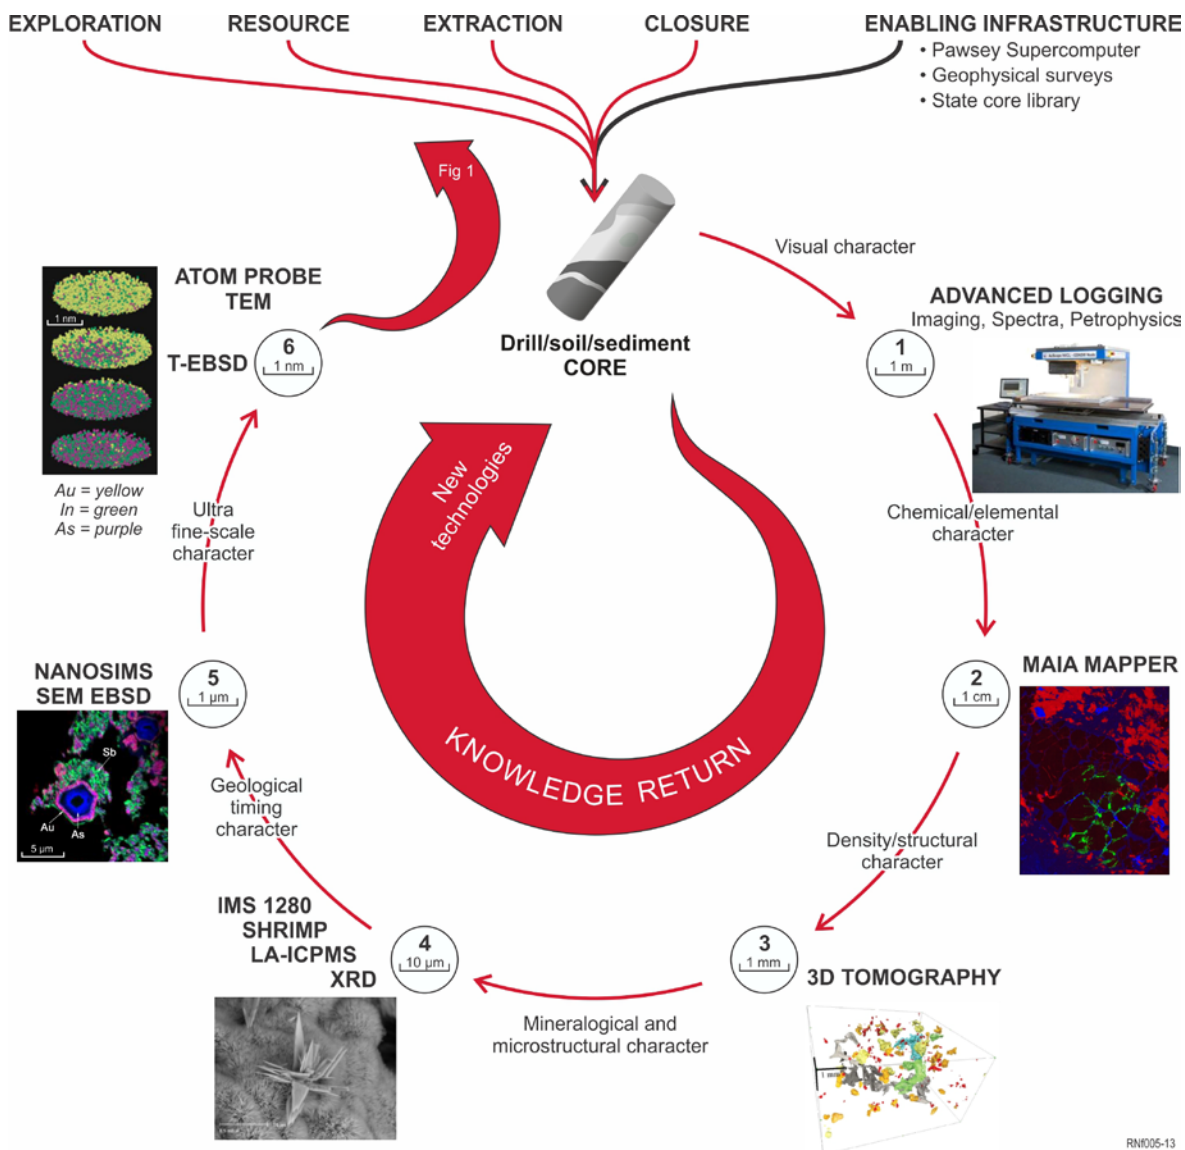 EXPLORATION
RESOURCE
EXTRACTION
CLOSURE
ENABLING INFRASTRUCTURE
• Pawsey Supercomputer
• Geophysical surveys
• State core library
Fig 1
Visual character
ATOM PROBE
TEM
T-EBSD
6
1 nm
1 nm
Drill/soil/sediment
CORE
ADVANCED LOGGING
Imaging, Spectra, Petrophysics
1
1 m
New
technologies
Au = yellow
In = green
As = purple
Ultra
fine-scale
character
Chemical/elemental
character
NANOSIMS
SEM EBSD
5
1 µm
2
1 cm
MAIA MAPPER
Sb
Au
As
5 µm
KNOWLEDGE RETURN
Geological
timing
character
Density/structural
character
IMS 1280
SHRIMP
LA-ICPMS
XRD
4
10 µm
3
1 mm
3D TOMOGRAPHY
Mineralogical and
microstructural character
1 mm
RNf005-13